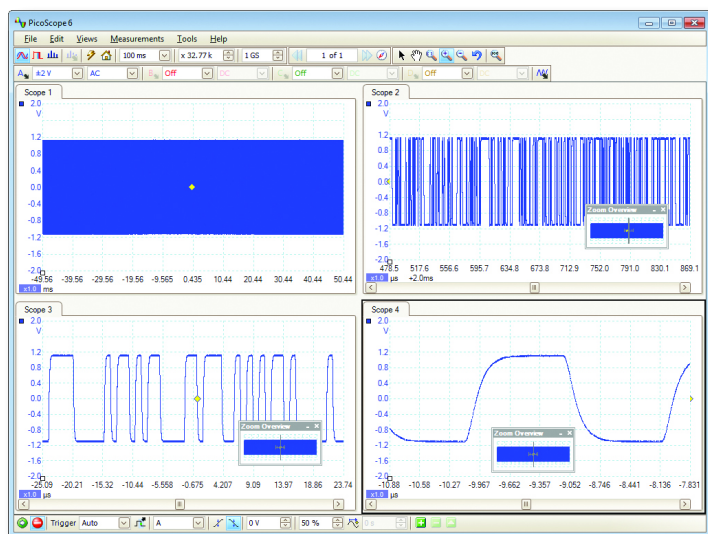 PicoScope 6
File Edit Views Measurements Tools Help
100 ms x 32.77 k 1 GS 1 of 1
A ±2 V AC B Off DC C Off DC D Off DC
Scope 1
2.0
V
1.2
0.8
0.4
0.0
-0.4
-0.8
-1.2
-1.6
-2.0
-49.56 -39.56 -29.56 -19.56 -9.565 0.435 10.44 20.44 30.44 40.44 50.44
x1.0 ms
Scope 2
2.0
V
1.2
0.8
0.4
0.0
-0.4
-0.8
-1.2
-1.6
-2.0
Zoom Overview
478.5 517.6 556.6 595.7 634.8 673.8 712.9 752.0 791.0 830.1 869.1
x1.0 µs +2.0ms
Scope 3
2.0
V
1.2
0.8
0.4
0.0
-0.4
-0.8
-1.2
-1.6
-2.0
Zoom Overview
-25.09 -20.21 -15.32 -10.44 -5.558 -0.675 4.207 9.09 13.97 18.86 23.74
x1.0 µs
Scope 4
2.0
V
1.2
0.8
0.4
0.0
-0.4
-0.8
-1.2
-1.6
-2.0
Zoom Overview
-10.88 -10.58 -10.27 -9.967 -9.662 -9.357 -9.052 -8.746 -8.441 -8.136 -7.831
x1.0 µs
Trigger Auto A 0 V 50 % 0 s